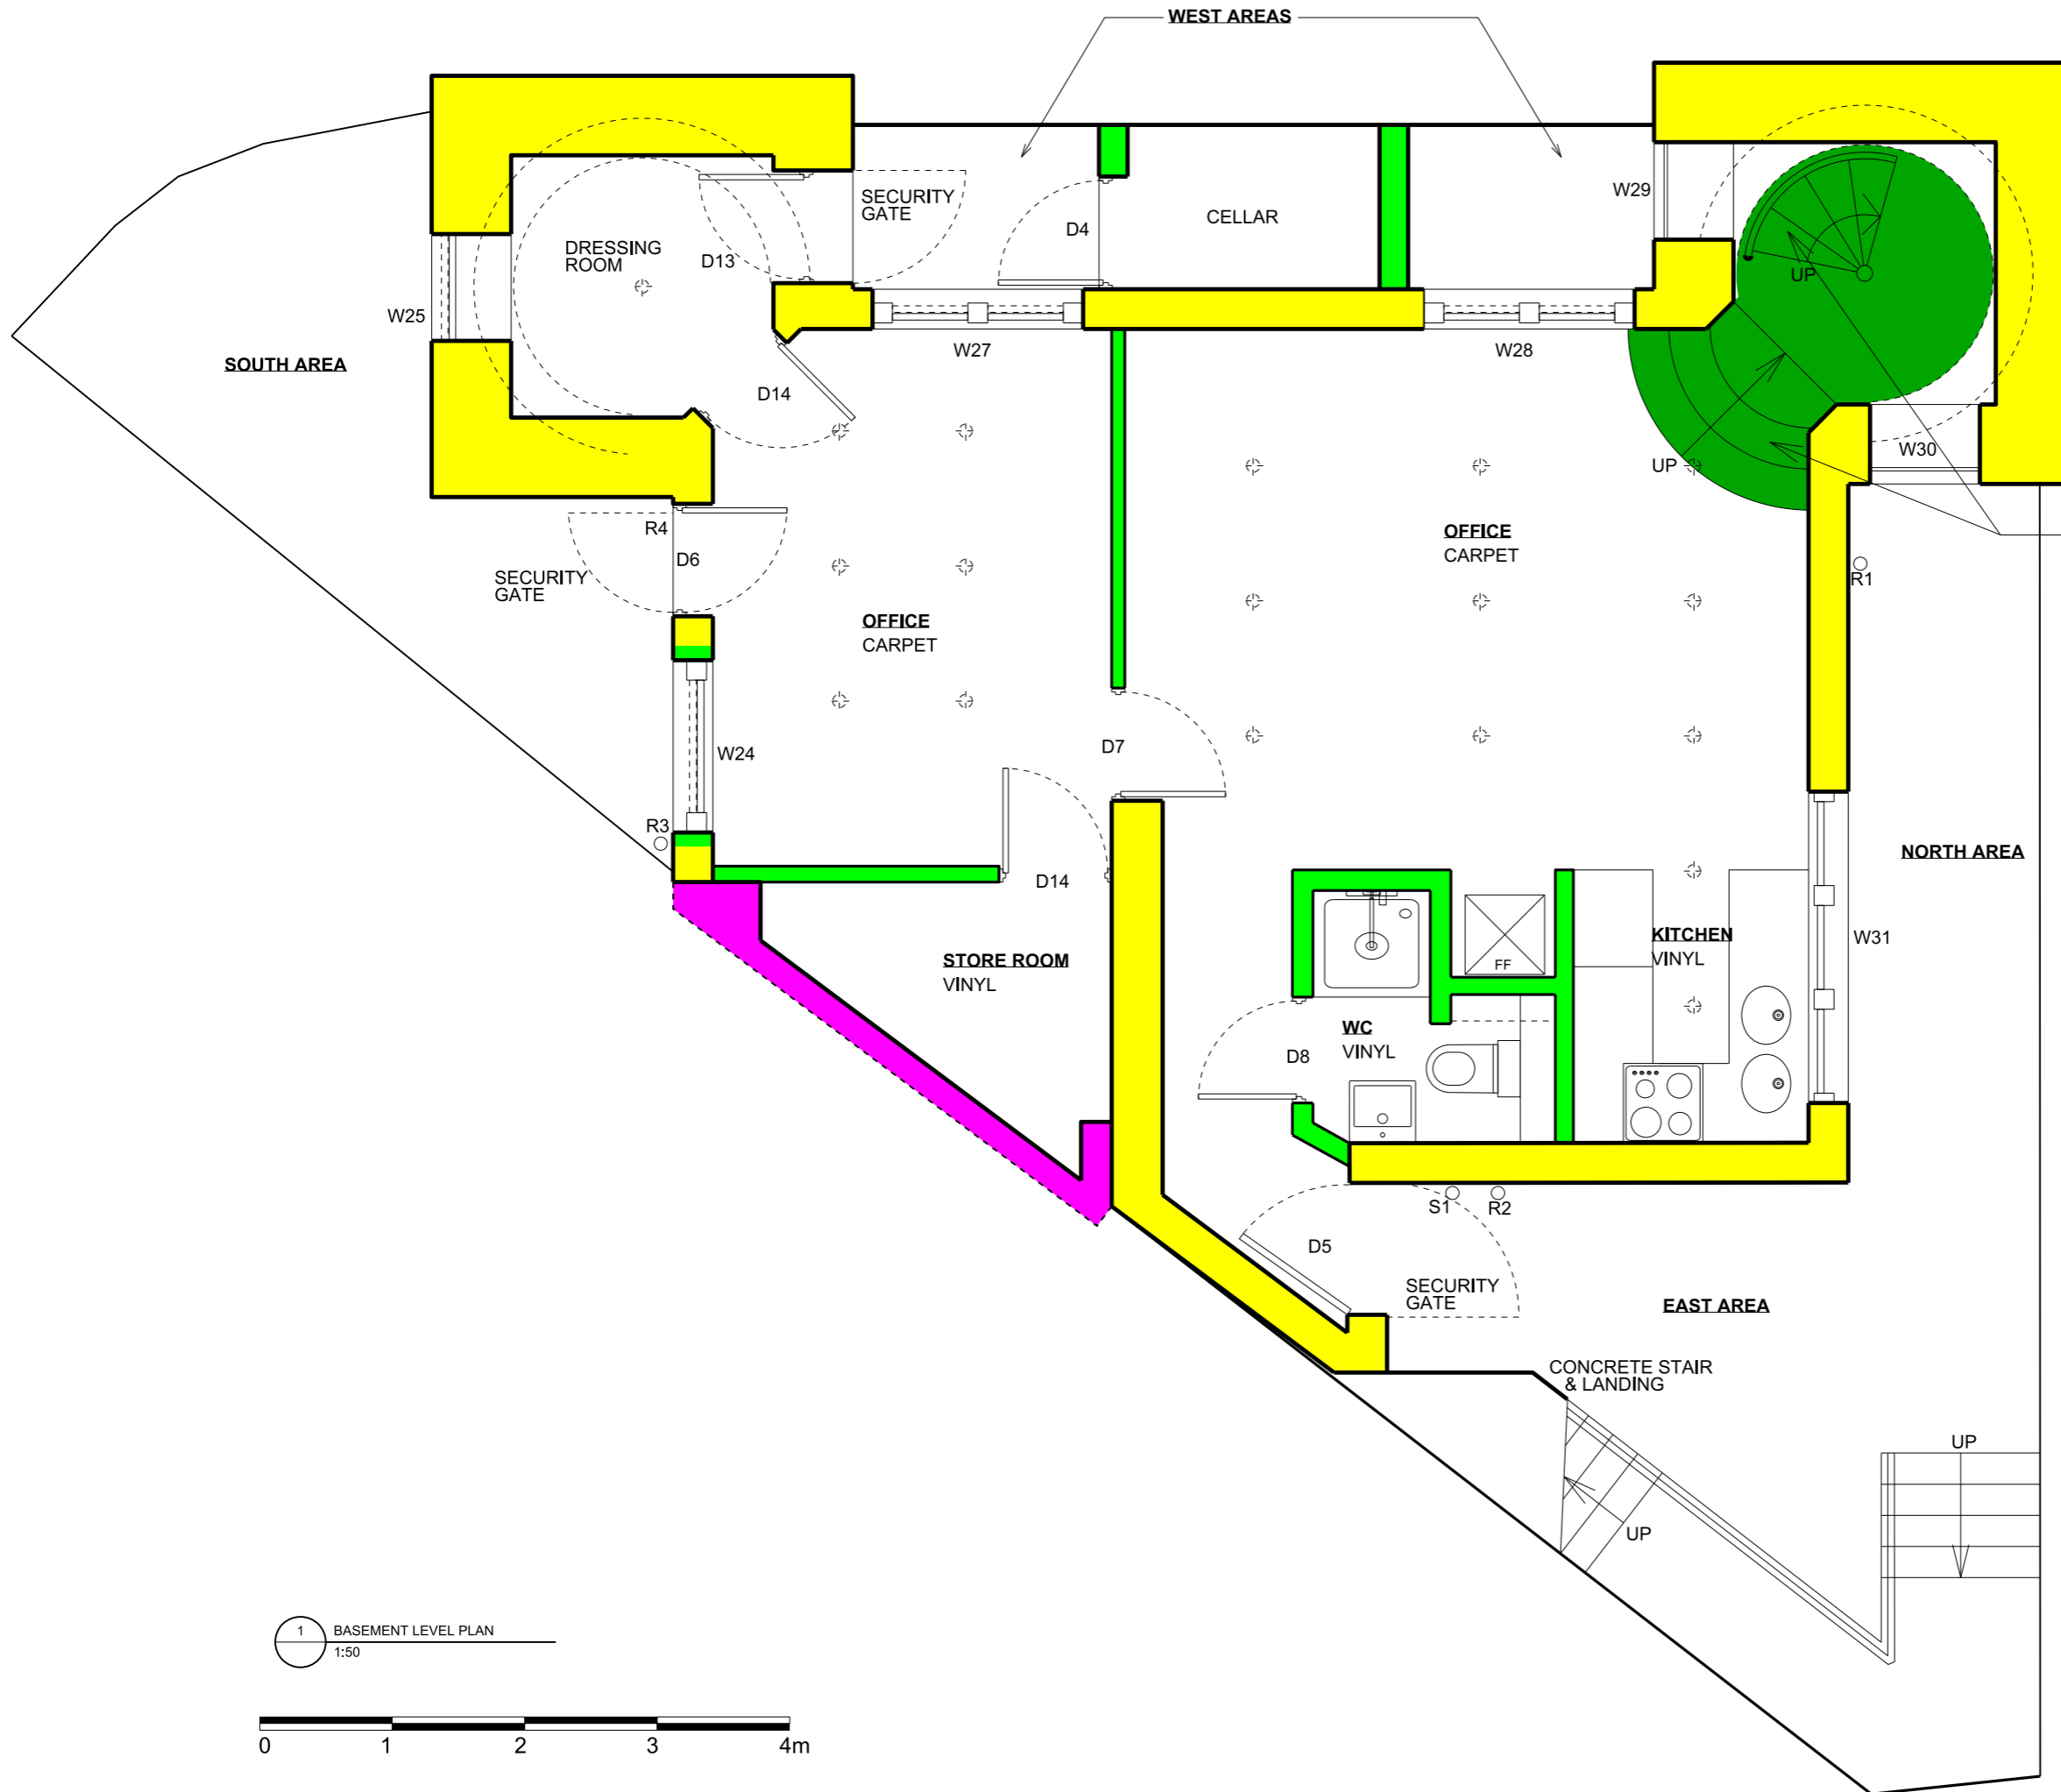 WEST AREAS
SECURITY
GATE
D4
CELLAR
W29
DRESSING
ROOM
D13
UP
W25
SOUTH AREA
W27
W28
D14
W30
UP
R4
D6
SECURITY
GATE
OFFICE
CARPET
R1
OFFICE
CARPET
D7
W24
R3
D14
NORTH AREA
STORE ROOM
VINYL
FF
KITCHEN
VINYL
W31
WC
VINYL
D8
S1
R2
D5
SECURITY
GATE
EAST AREA
CONCRETE STAIR
& LANDING
UP
UP
1
BASEMENT LEVEL PLAN
1:50
0 1 2 3 4m